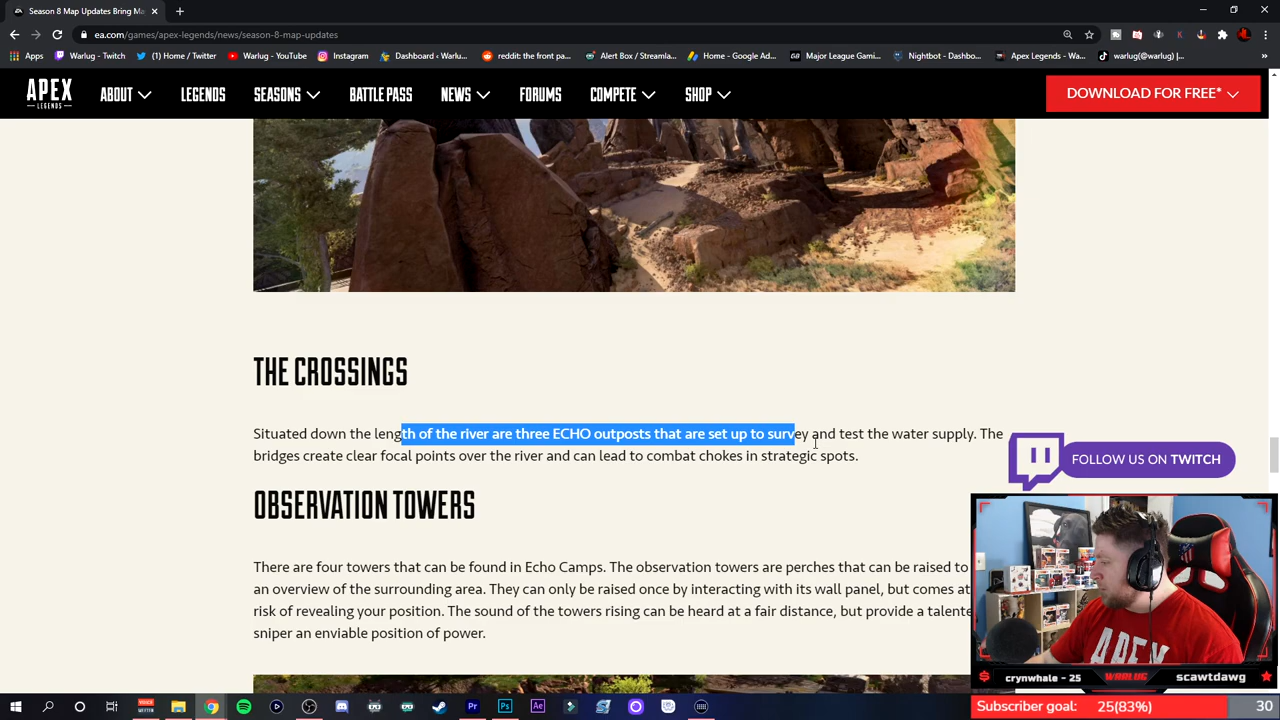 Season 8 Map Updates Bring Mo
ea.com/games/apex-legends/news/season-8-map-updates
Apps
Warlug - Twitch
(1) Home / Twitter
Warlug - YouTube
Instagram
Dashboard ‹ Warlug...
reddit: the front pa...
Alert Box / Streamla...
Home - Google Ad...
Major League Gami...
Nightbot - Dashbo...
Apex Legends - Wa...
warlug(@warlug) |...
APEX
LEGENDS
ABOUT
LEGENDS
SEASONS
BATTLE PASS
NEWS
FORUMS
COMPETE
SHOP
DOWNLOAD FOR FREE*
THE CROSSINGS
Situated down the length of the river are three ECHO outposts that are set up to survey and test the water supply. The
bridges create clear focal points over the river and can lead to combat chokes in strategic spots.
FOLLOW US ON TWITCH
OBSERVATION TOWERS
There are four towers that can be found in Echo Camps. The observation towers are perches that can be raised to
an overview of the surrounding area. They can only be raised once by interacting with its wall panel, but comes at
risk of revealing your position. The sound of the towers rising can be heard at a fair distance, but provide a talente
sniper an enviable position of power.
APEX
crynwhale - 25
WARLUG
scawtdawg
Subscriber goal:
25(83%)
30